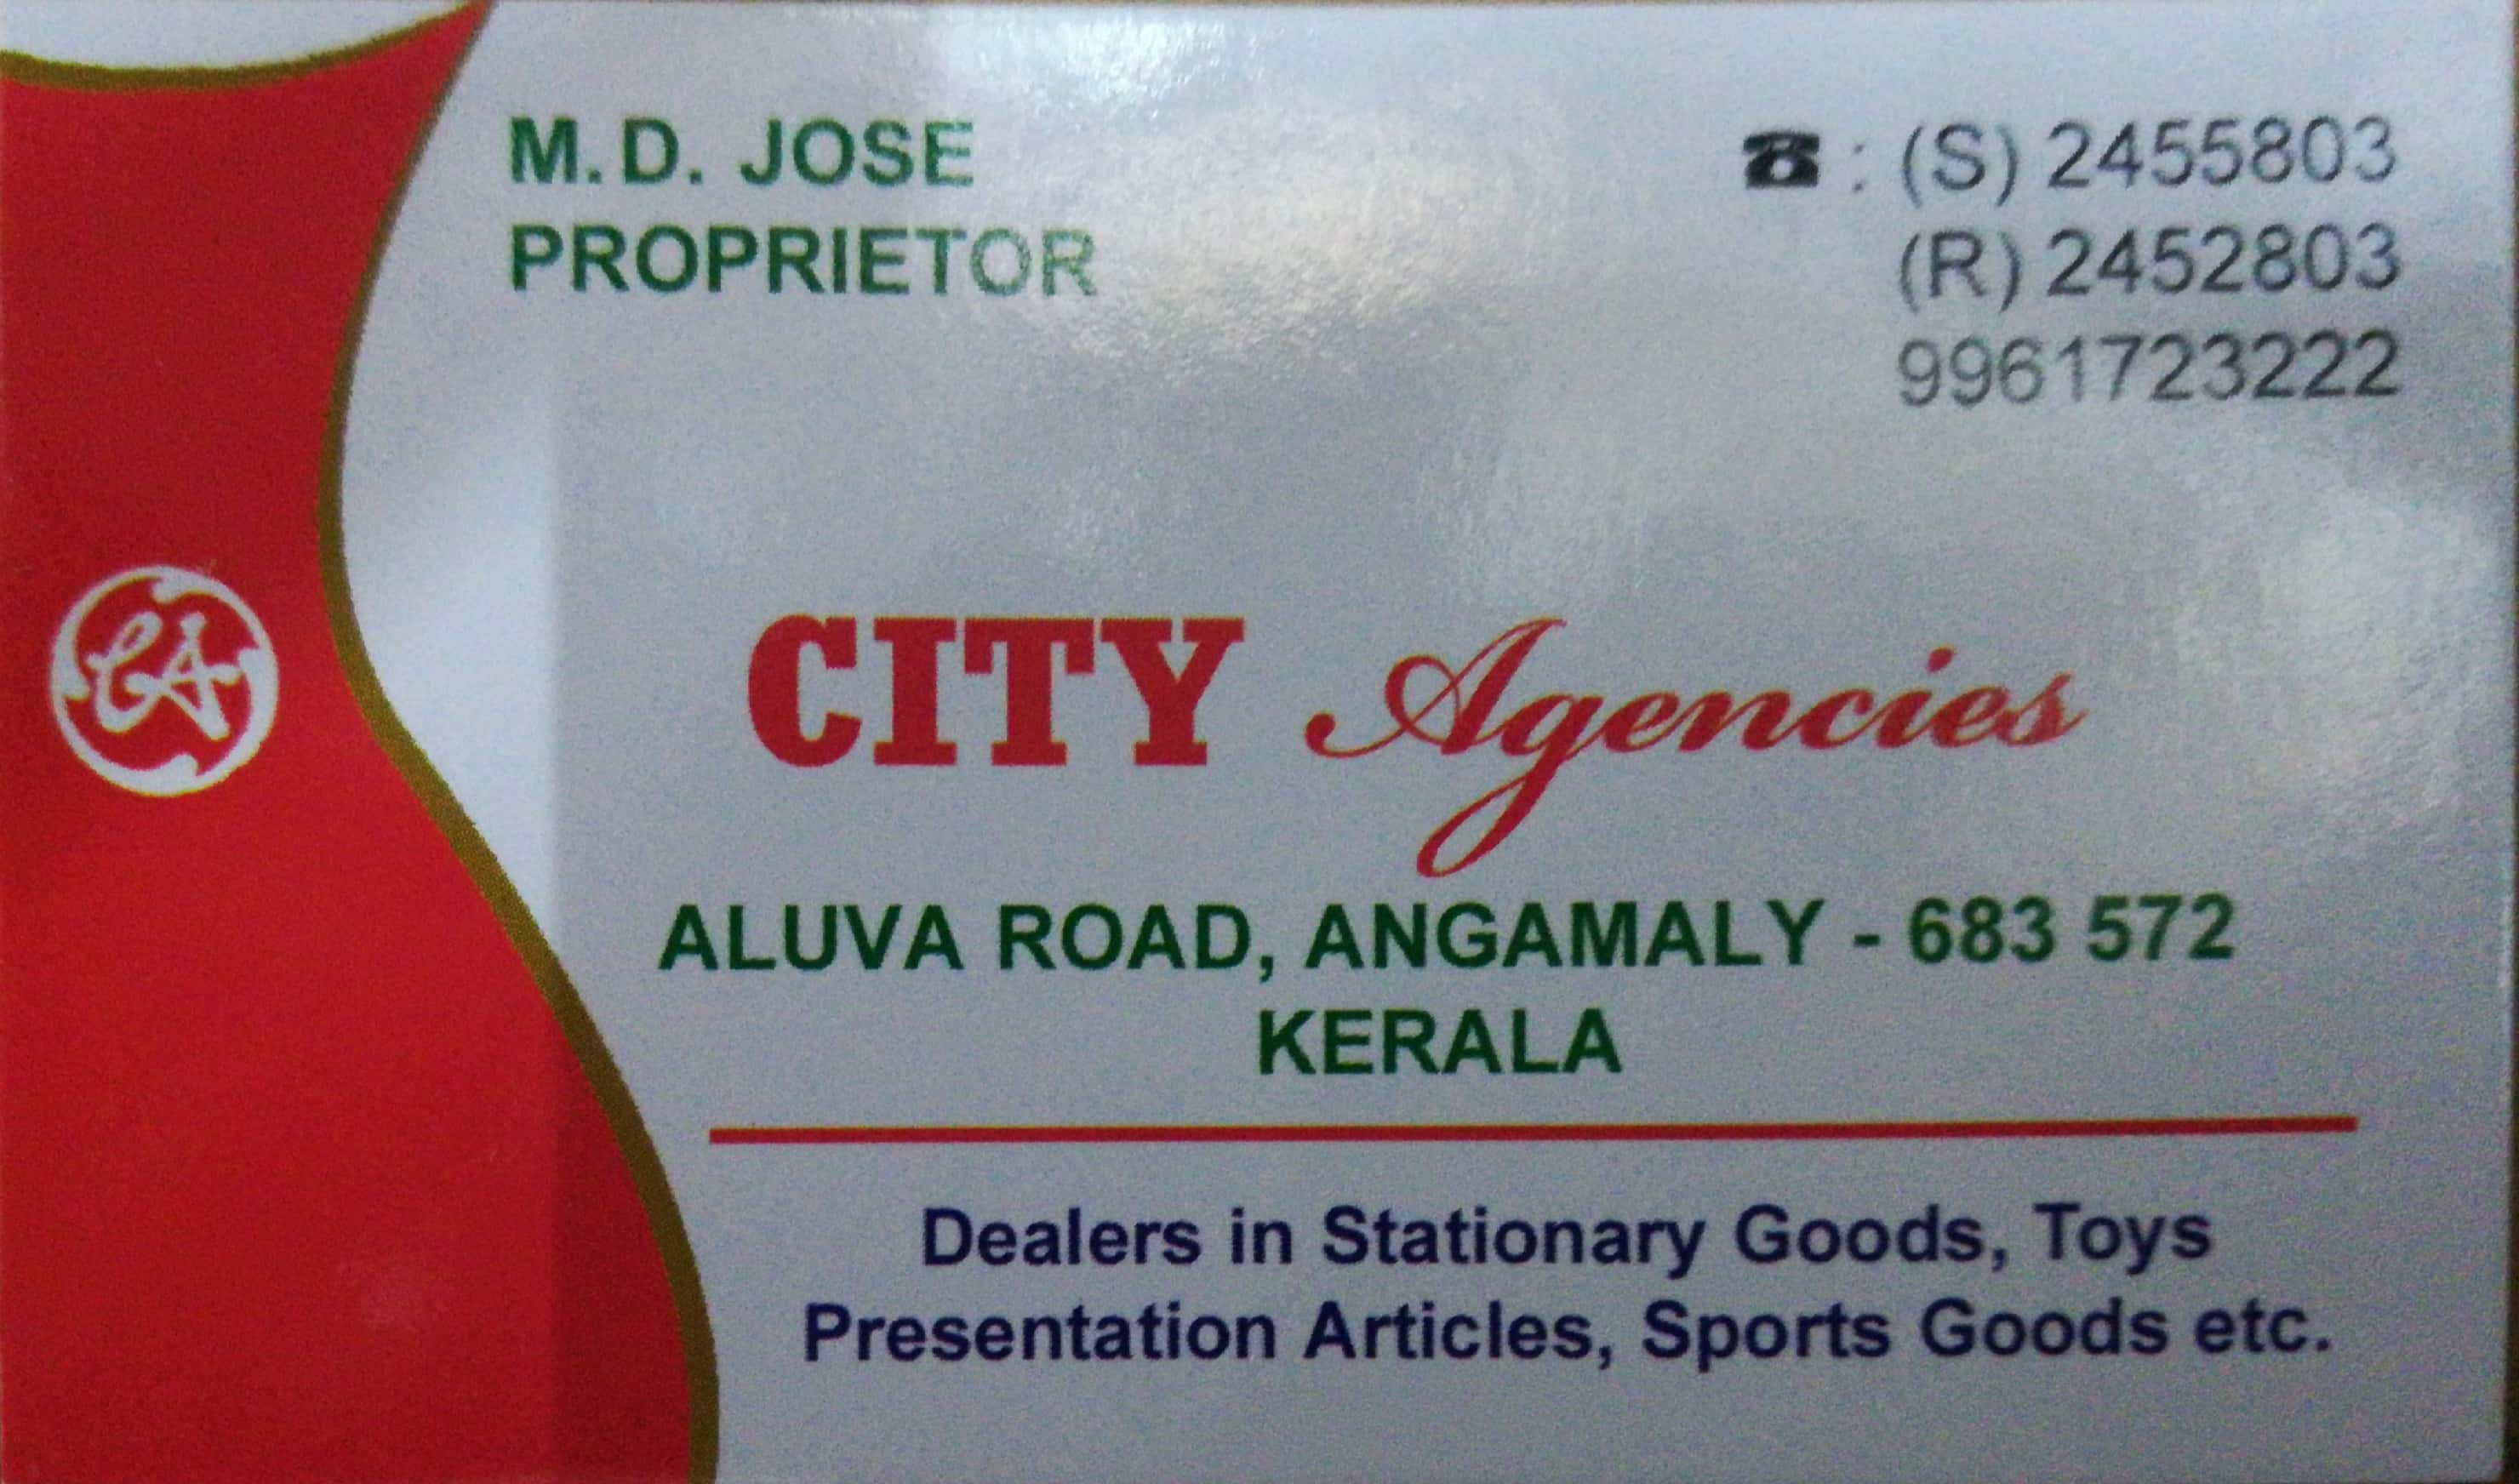 M.D. JOSE
PROPRIETOR
☎ : (S) 2455803
(R) 2452803
9961723222
CA
CITY Agencies
ALUVA ROAD, ANGAMALY - 683 572
KERALA
Dealers in Stationary Goods, Toys
Presentation Articles, Sports Goods etc.